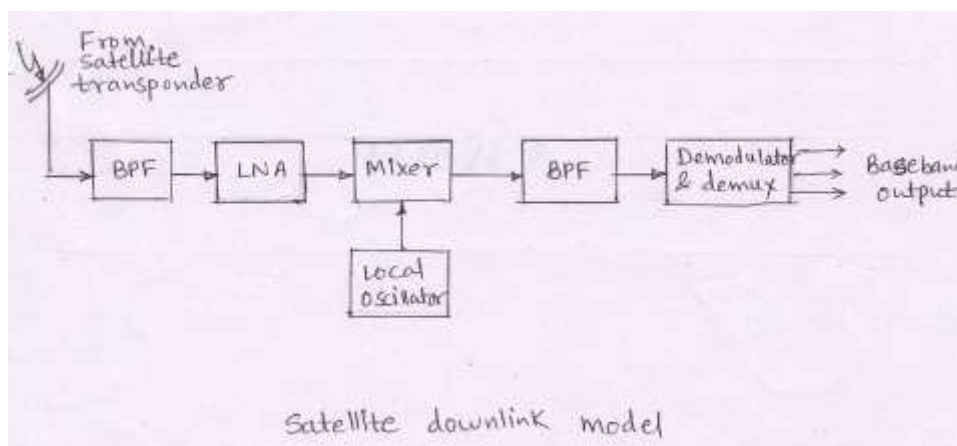 From
satellite
transponder
BPF
LNA
Mixer
BPF
Demodulator
& demux
Baseband
output
Local
Oscillator
Satellite downlink model